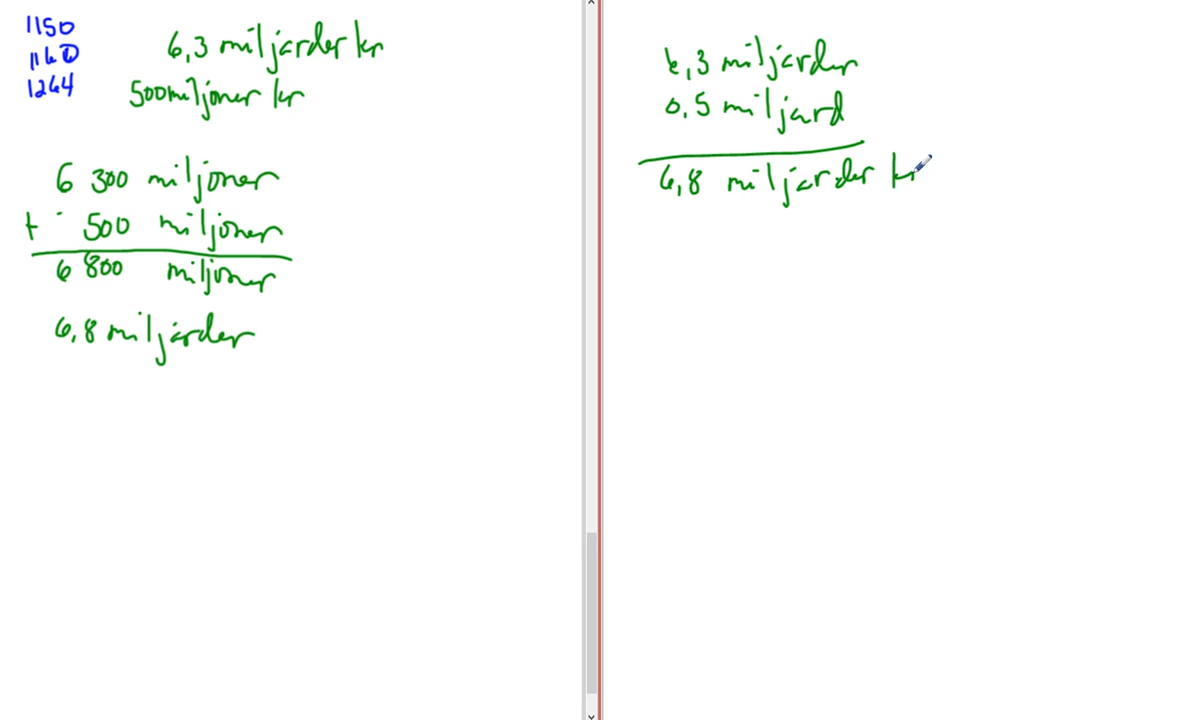 1150
1160
1264
6,3 miljarder kr
500 miljoner kr
6 300 miljoner
+ 500 miljoner
6 800 miljoner
6,8 miljarder
6,3 miljarder
0,5 miljard
6,8 miljarder kr